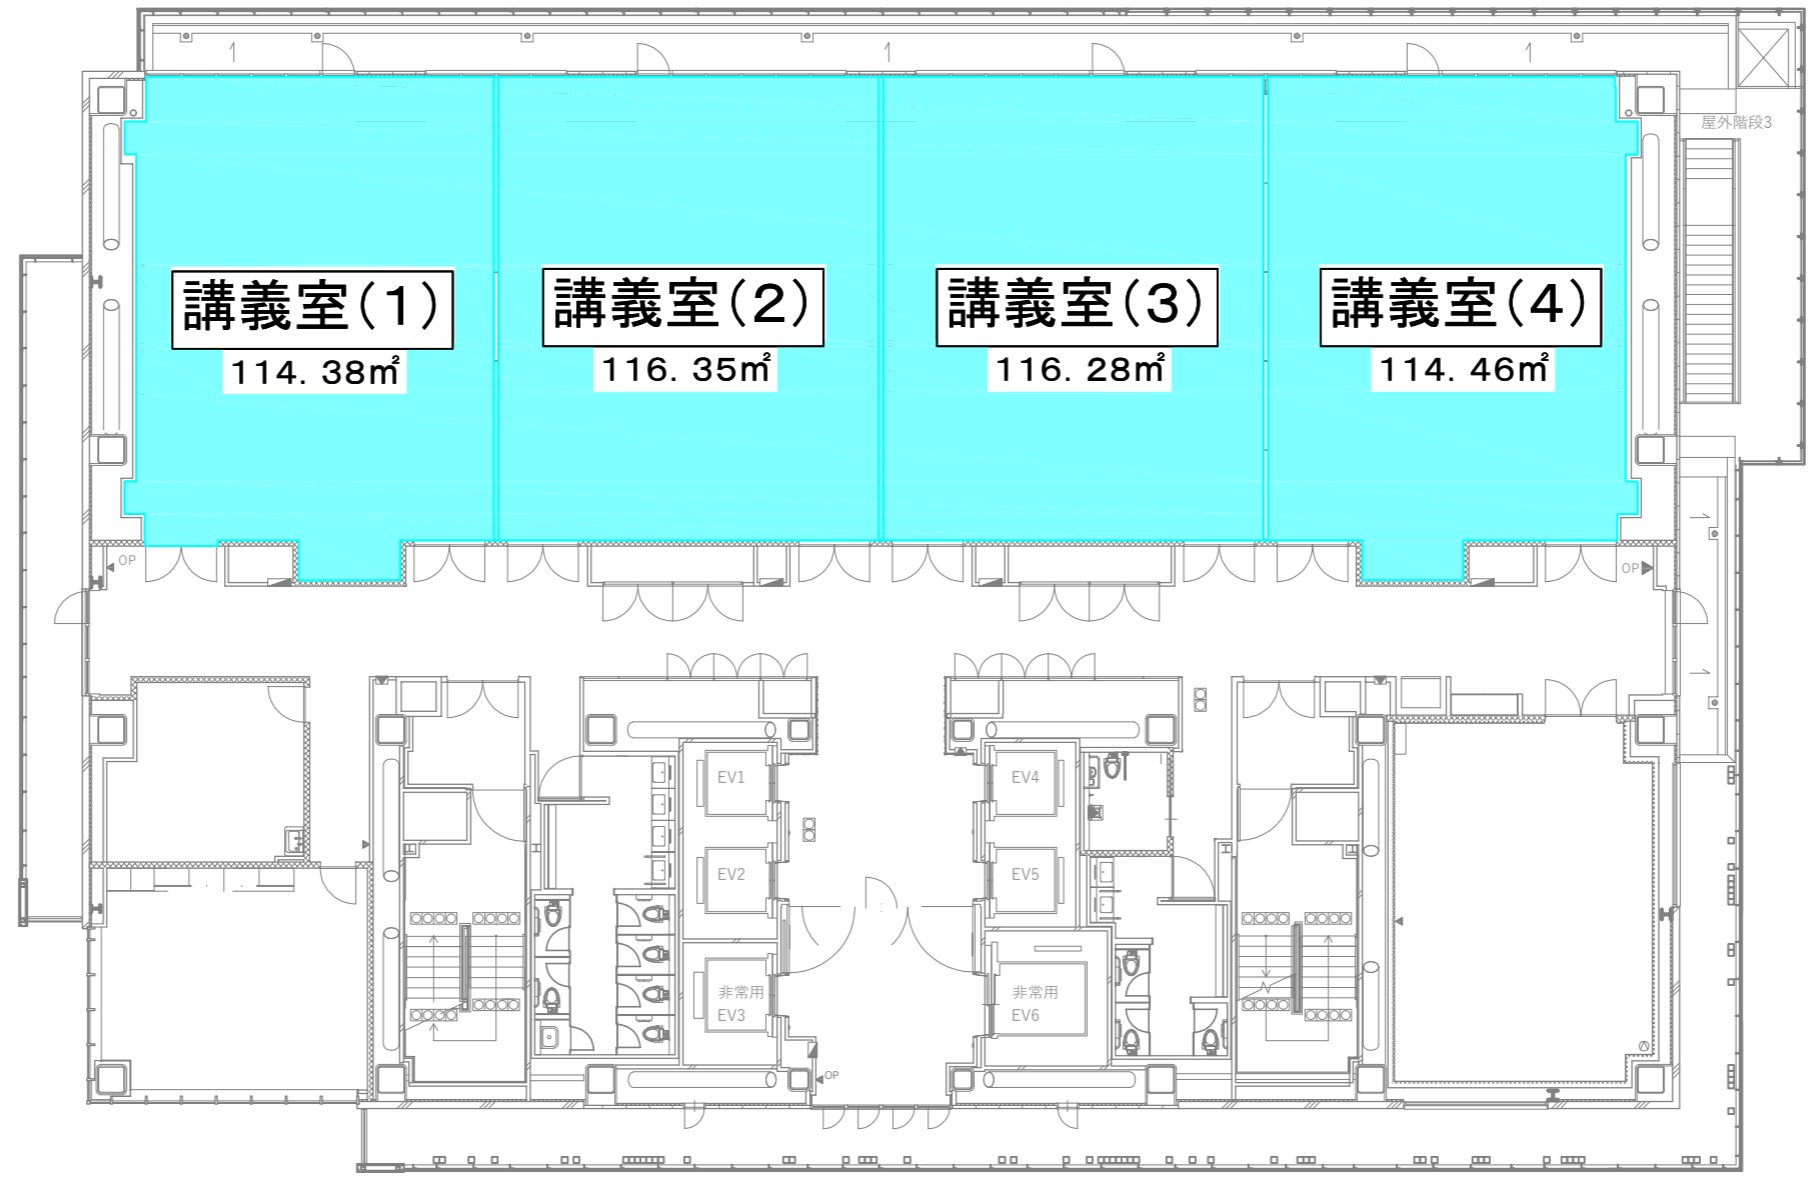 屋外階段3
講義室(1)
114. 38㎡
講義室(2)
116. 35㎡
講義室(3)
116. 28㎡
講義室(4)
114. 46㎡
OP
OP
EV1
EV4
EV2
EV5
非常用
EV3
非常用
EV6
OP